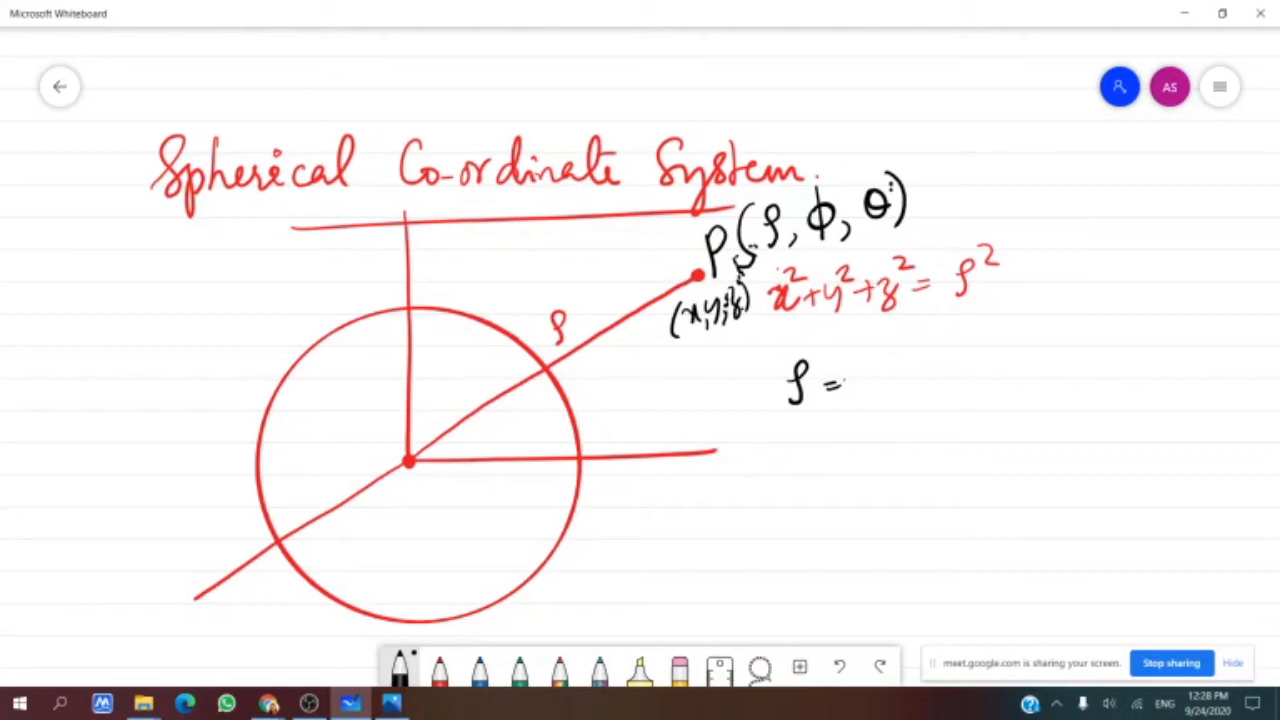 Microsoft Whiteboard
AS
Spherical Co-ordinate System.
P(ρ, ϕ, θ)
(x,y,z)
x²+y²+z² = ρ²
ρ
ρ =
meet.google.com is sharing your screen.
Stop sharing
Hide
12:28 PM
ENG
9/24/2020